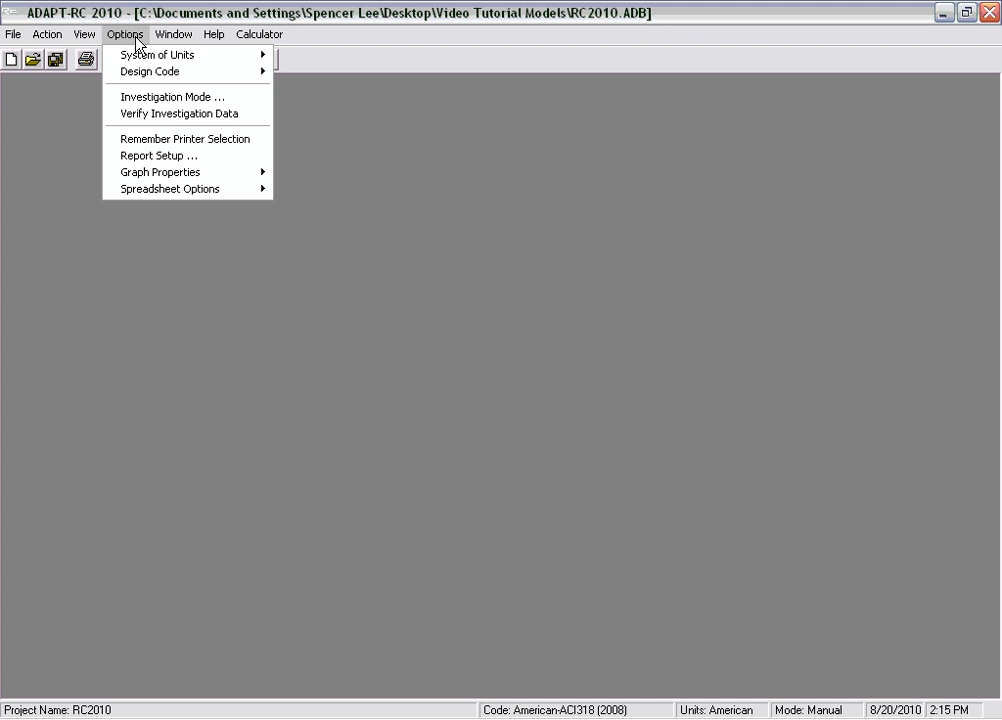 ADAPT-RC 2010 - [C:\Documents and Settings\Spencer Lee\Desktop\Video Tutorial Models\RC2010.ADB]
File Action View Options Window Help Calculator
System of Units
Design Code
Investigation Mode ...
Verify Investigation Data
Remember Printer Selection
Report Setup ...
Graph Properties
Spreadsheet Options
Project Name: RC2010 Code: American-ACI318 (2008) Units: American Mode: Manual 8/20/2010 2:15 PM